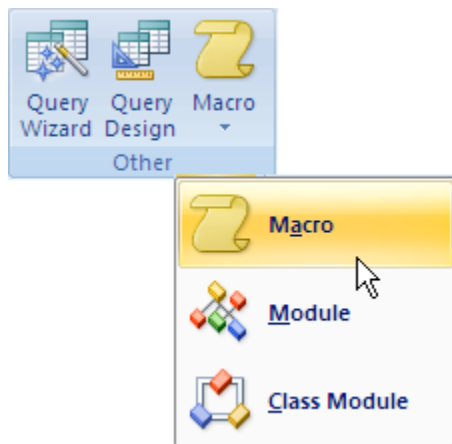 Query Wizard
Query Design
Macro
Other
Macro
Module
Class Module